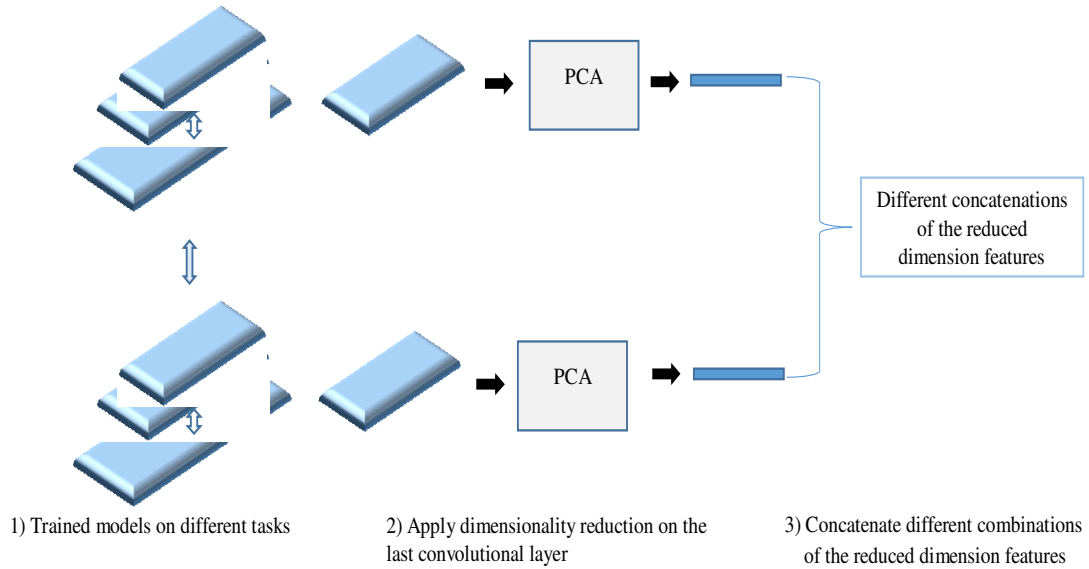 PCA
Different concatenations
of the reduced
dimension features
PCA
1) Trained models on different tasks
2) Apply dimensionality reduction on the
last convolutional layer
3) Concatenate different combinations
of the reduced dimension features